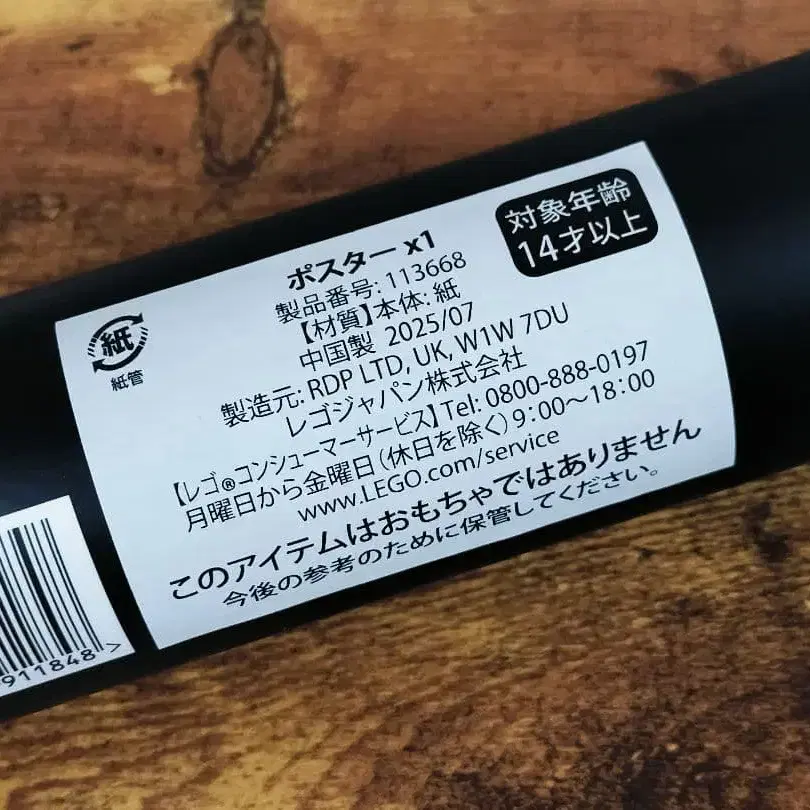 対象年齢
14才以上
ポスター x1
製品番号: 113668
【材質】本体: 紙
中国製 2025/07
製造元: RDP LTD, UK, W1W 7DU
レゴジャパン株式会社
【レゴ®コンシューマーサービス】Tel: 0800-888-0197
月曜日から金曜日（休日を除く）9：00～18：00
www.LEGO.com/service
このアイテムはおもちゃではありません
今後の参考のために保管してください。
紙
紙管
911848>